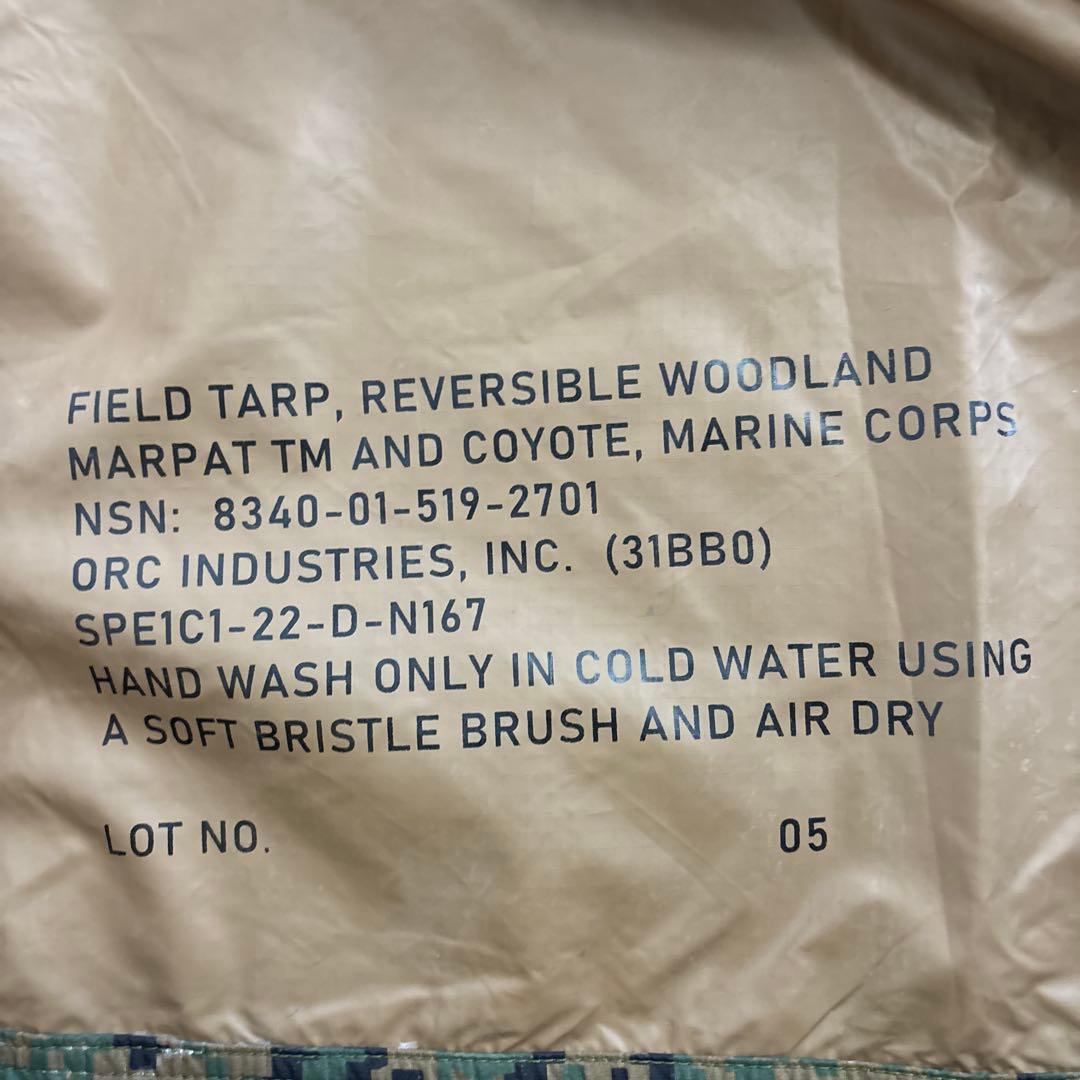 FIELD TARP, REVERSIBLE WOODLAND
MARPAT TM AND COYOTE, MARINE CORPS
NSN: 8340-01-519-2701
ORC INDUSTRIES, INC. (31BB0)
SPE1C1-22-D-N167
HAND WASH ONLY IN COLD WATER USING
A SOFT BRISTLE BRUSH AND AIR DRY
LOT NO. 05